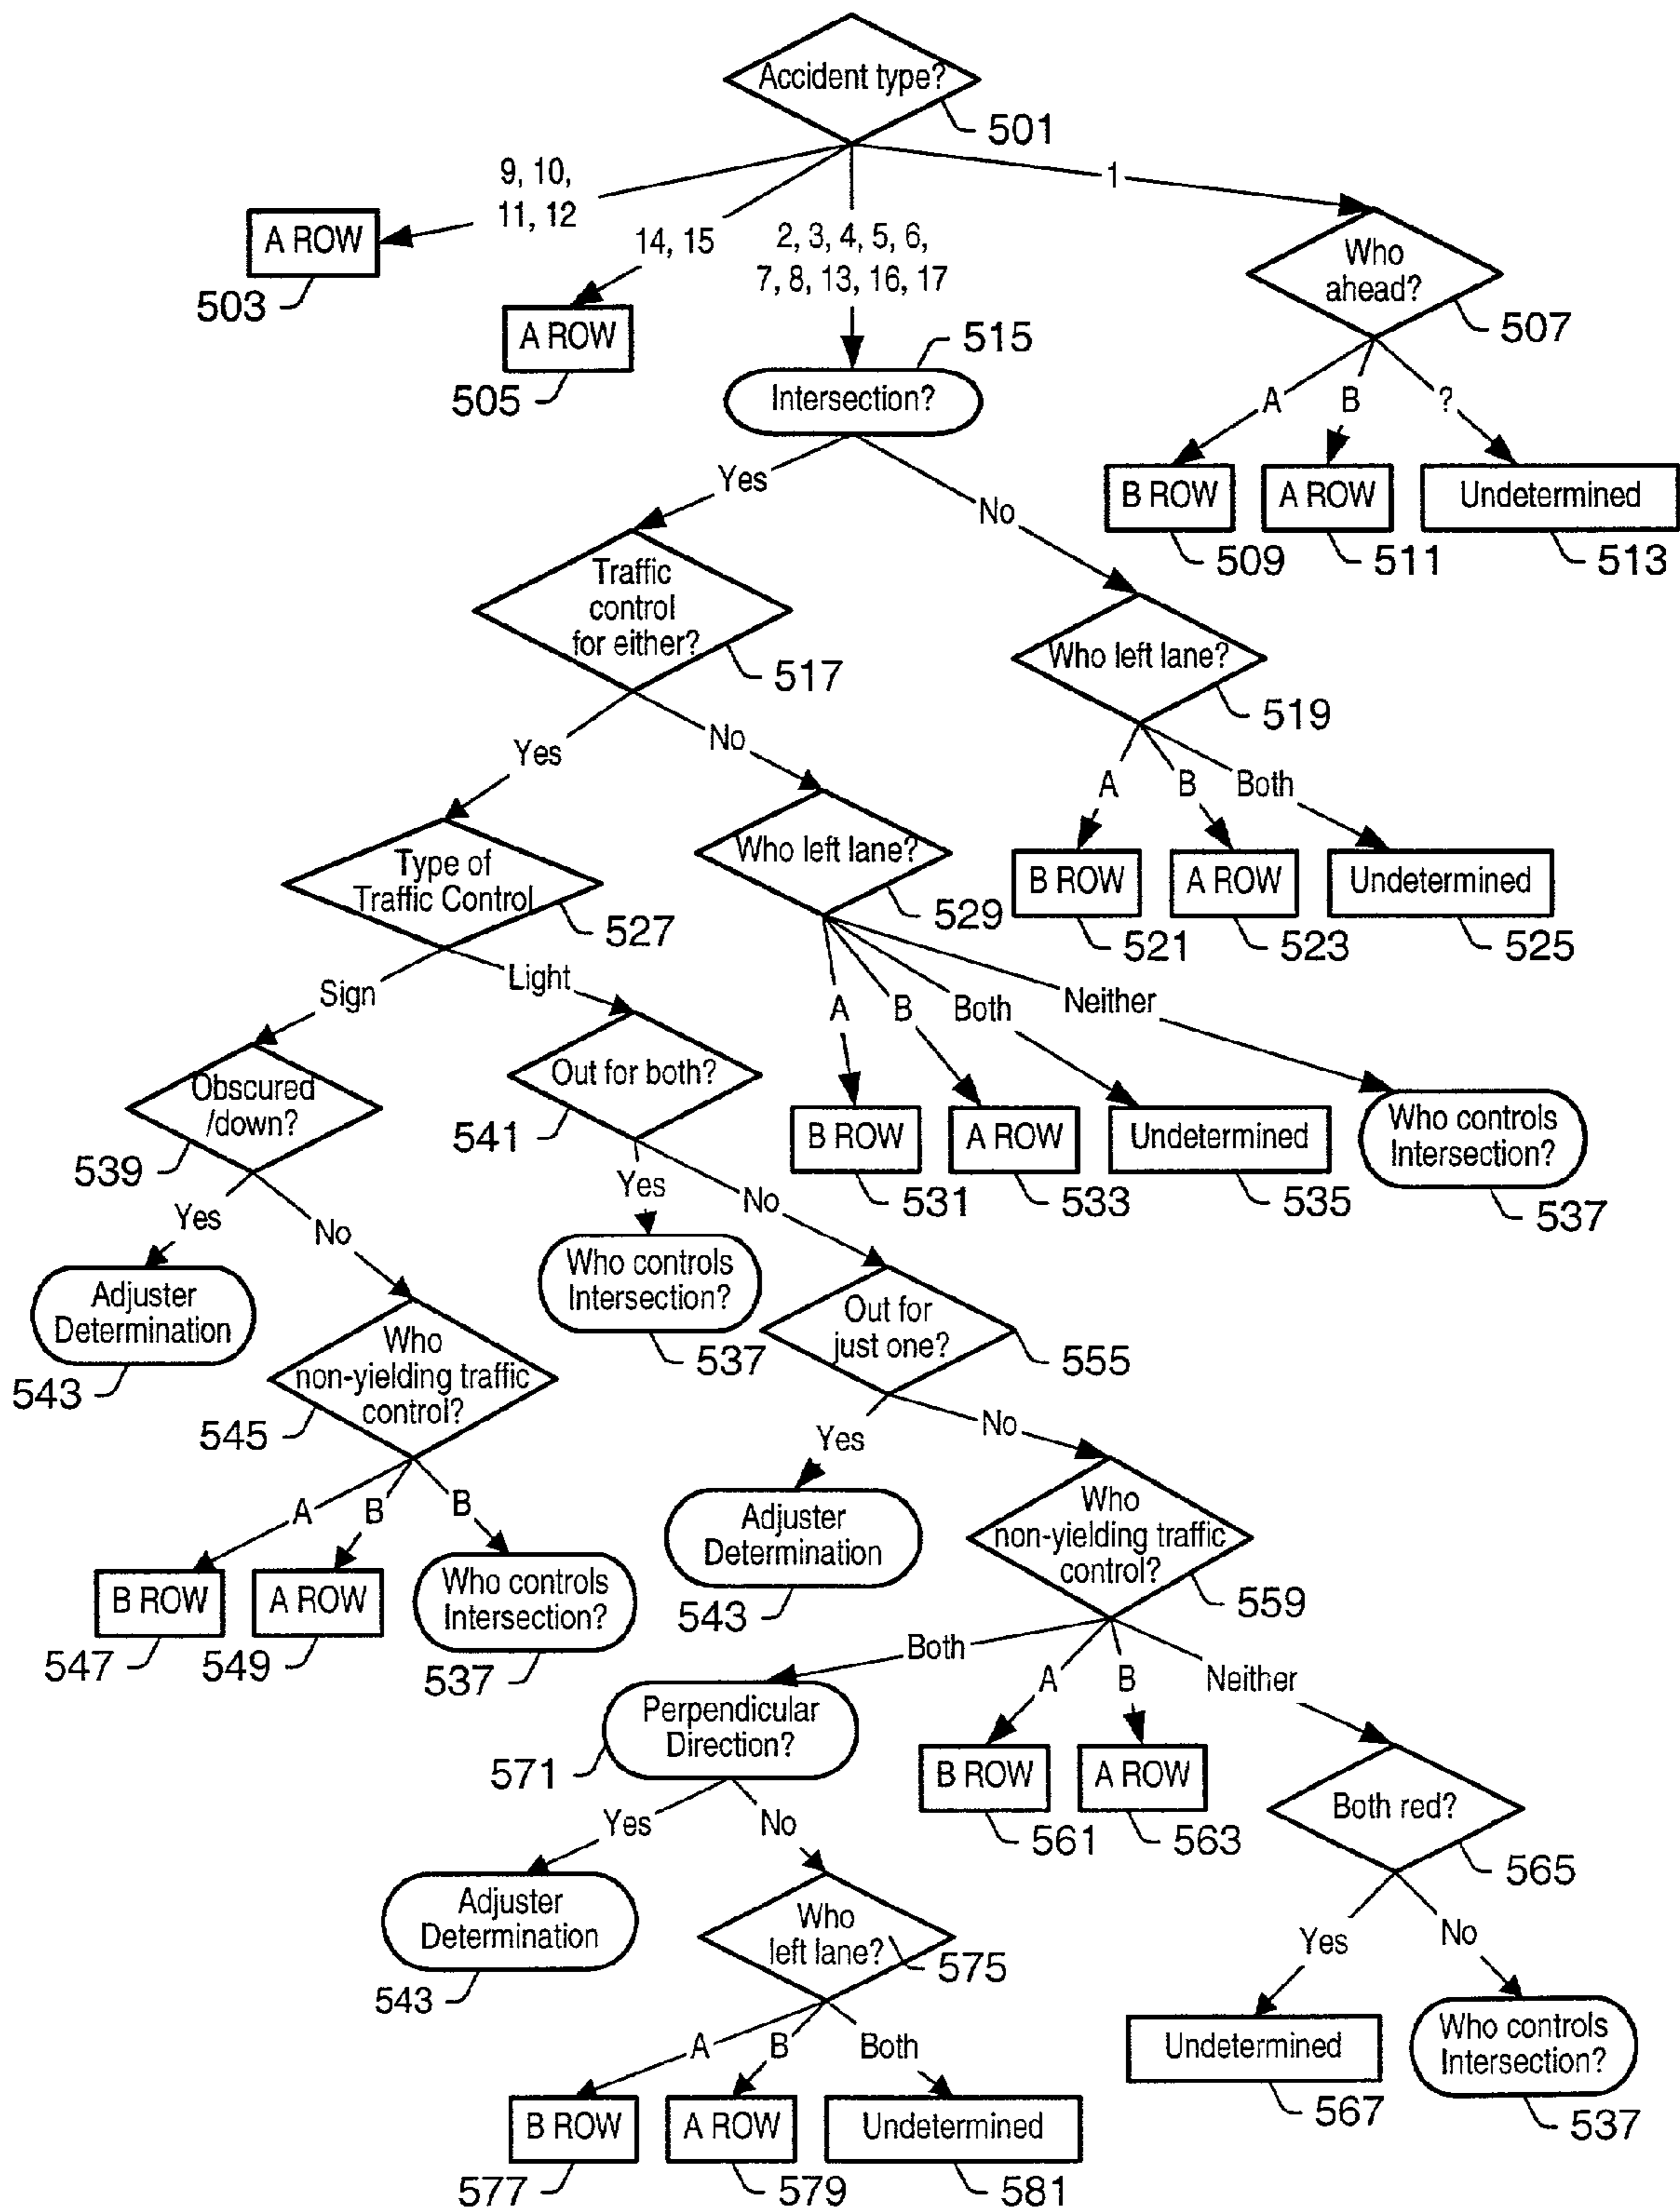 Accident type?
501
9, 10,
11, 12
14, 15
2, 3, 4, 5, 6,
7, 8, 13, 16, 17
1
A ROW
503
A ROW
505
Who
ahead?
507
515
Intersection?
A
B
?
B ROW
509
A ROW
511
Undetermined
513
Yes
No
Traffic
control
for either?
517
Who left lane?
519
Yes
No
A
B
Both
B ROW
521
A ROW
523
Undetermined
525
Type of
Traffic Control
527
Who left lane?
529
Sign
Light
A
B
Both
Neither
Obscured
/down?
539
Out for both?
541
B ROW
531
A ROW
533
Undetermined
535
Who controls
Intersection?
537
Yes
No
Yes
No
Adjuster
Determination
543
Who controls
Intersection?
537
Who
non-yielding traffic
control?
545
Out for
just one?
555
A
B
B
Yes
No
B ROW
547
A ROW
549
Who controls
Intersection?
537
Adjuster
Determination
543
Who
non-yielding traffic
control?
559
Both
A
B
Neither
Perpendicular
Direction?
571
B ROW
561
A ROW
563
Both red?
565
Yes
No
Yes
No
Adjuster
Determination
543
Who
left lane?
575
Undetermined
567
Who controls
Intersection?
537
A
B
Both
B ROW
577
A ROW
579
Undetermined
581